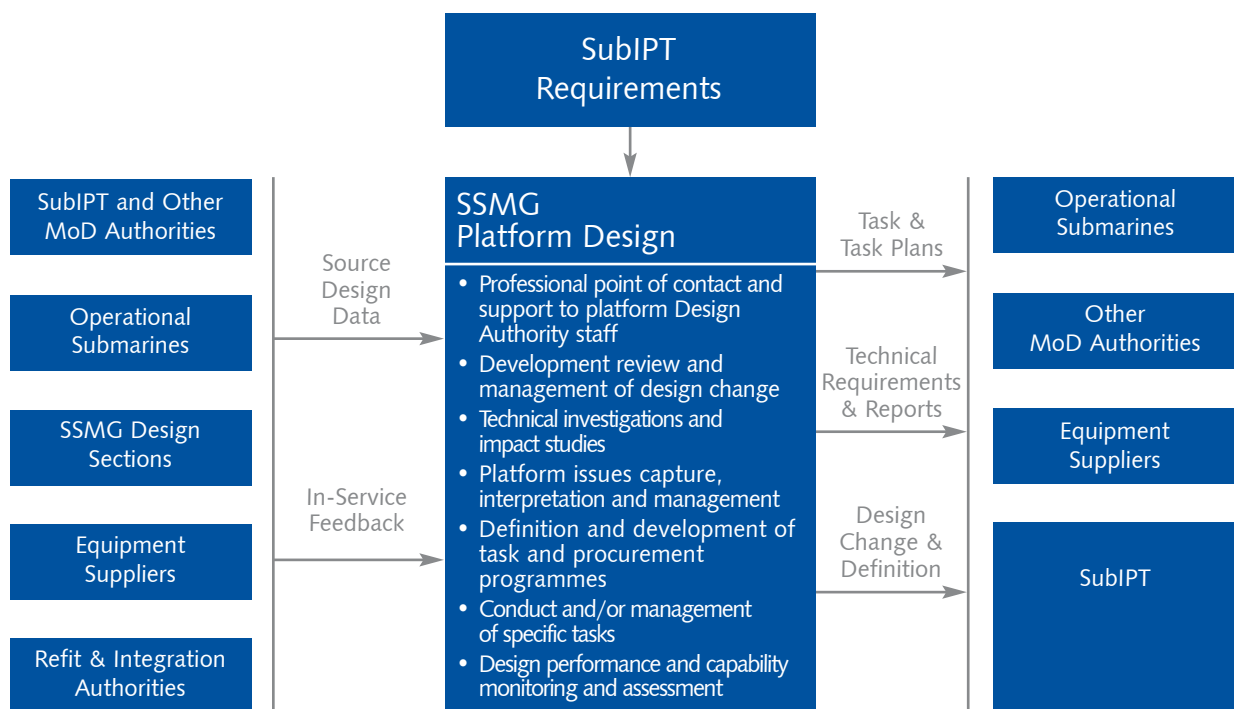 SubIPT
Requirements
SubIPT and Other
MoD Authorities
Operational
Submarines
SSMG Design
Sections
Equipment
Suppliers
Refit & Integration
Authorities
Source
Design
Data
In-Service
Feedback
SSMG
Platform Design
• Professional point of contact and
support to platform Design
Authority staff
• Development review and
management of design change
• Technical investigations and
impact studies
• Platform issues capture,
interpretation and management
• Definition and development of
task and procurement
programmes
• Conduct and/or management
of specific tasks
• Design performance and capability
monitoring and assessment
Task &
Task Plans
Technical
Requirements
& Reports
Design
Change &
Definition
Operational
Submarines
Other
MoD Authorities
Equipment
Suppliers
SubIPT